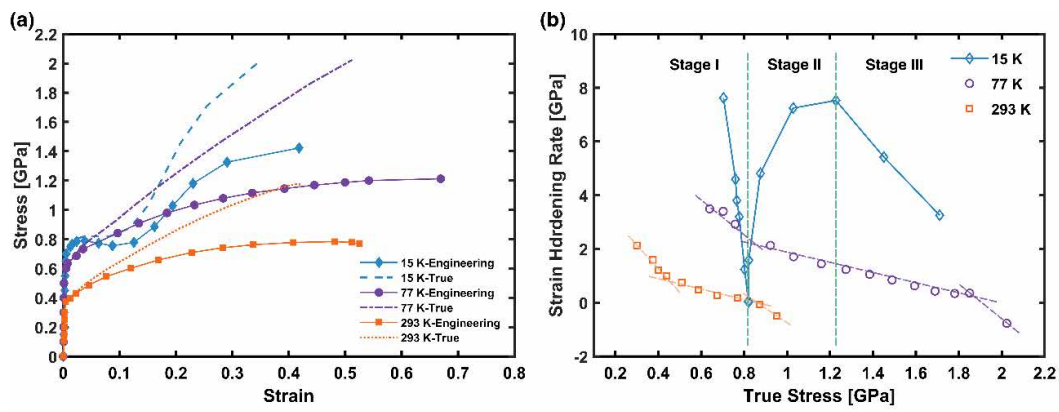 (a)
2.2
2
1.8
1.6
1.4
1.2
1
0.8
0.6
0.4
0.2
0
Stress [GPa]
0 0.1 0.2 0.3 0.4 0.5 0.6 0.7 0.8
Strain
15 K-Engineering
15 K-True
77 K-Engineering
77 K-True
293 K-Engineering
293 K-True
(b)
10
8
6
4
2
0
-2
Strain Hdrdening Rate [GPa]
Stage I Stage II Stage III
15 K
77 K
293 K
0.2 0.4 0.6 0.8 1 1.2 1.4 1.6 1.8 2 2.2
True Stress [GPa]